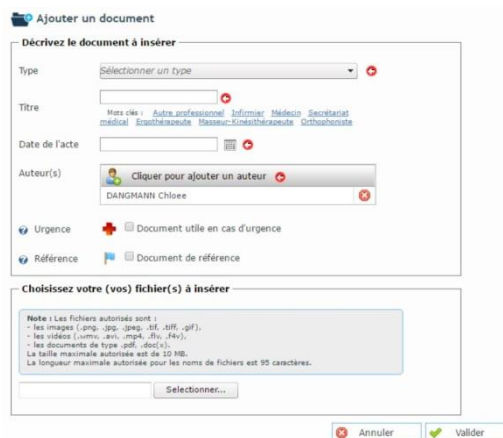 Ajouter un document
Décrivez le document à insérer
Type
Sélectionner un type
Titre
Mots clés : Autre professionnel Infirmier Médecin Secrétariat
médical Ergothérapeute Masseur-Kinésithérapeute Orthophoniste
Date de l'acte
Auteur(s)
Cliquer pour ajouter un auteur
DANGMANN Chloee
Urgence
Document utile en cas d'urgence
Référence
Document de référence
Choisissez votre (vos) fichier(s) à insérer
Note : Les fichiers autorisés sont :
- les images (.png, .jpg, .jpeg, .tif, .tiff, .gif),
- les vidéos (.wmv, .avi, .mp4, .flv, .f4v),
- les documents de type .pdf, .doc(x).
La taille maximale autorisée est de 10 MB.
La longueur maximale autorisée pour les noms de fichiers est 95 caractères.
Selectionner...
Annuler
Valider